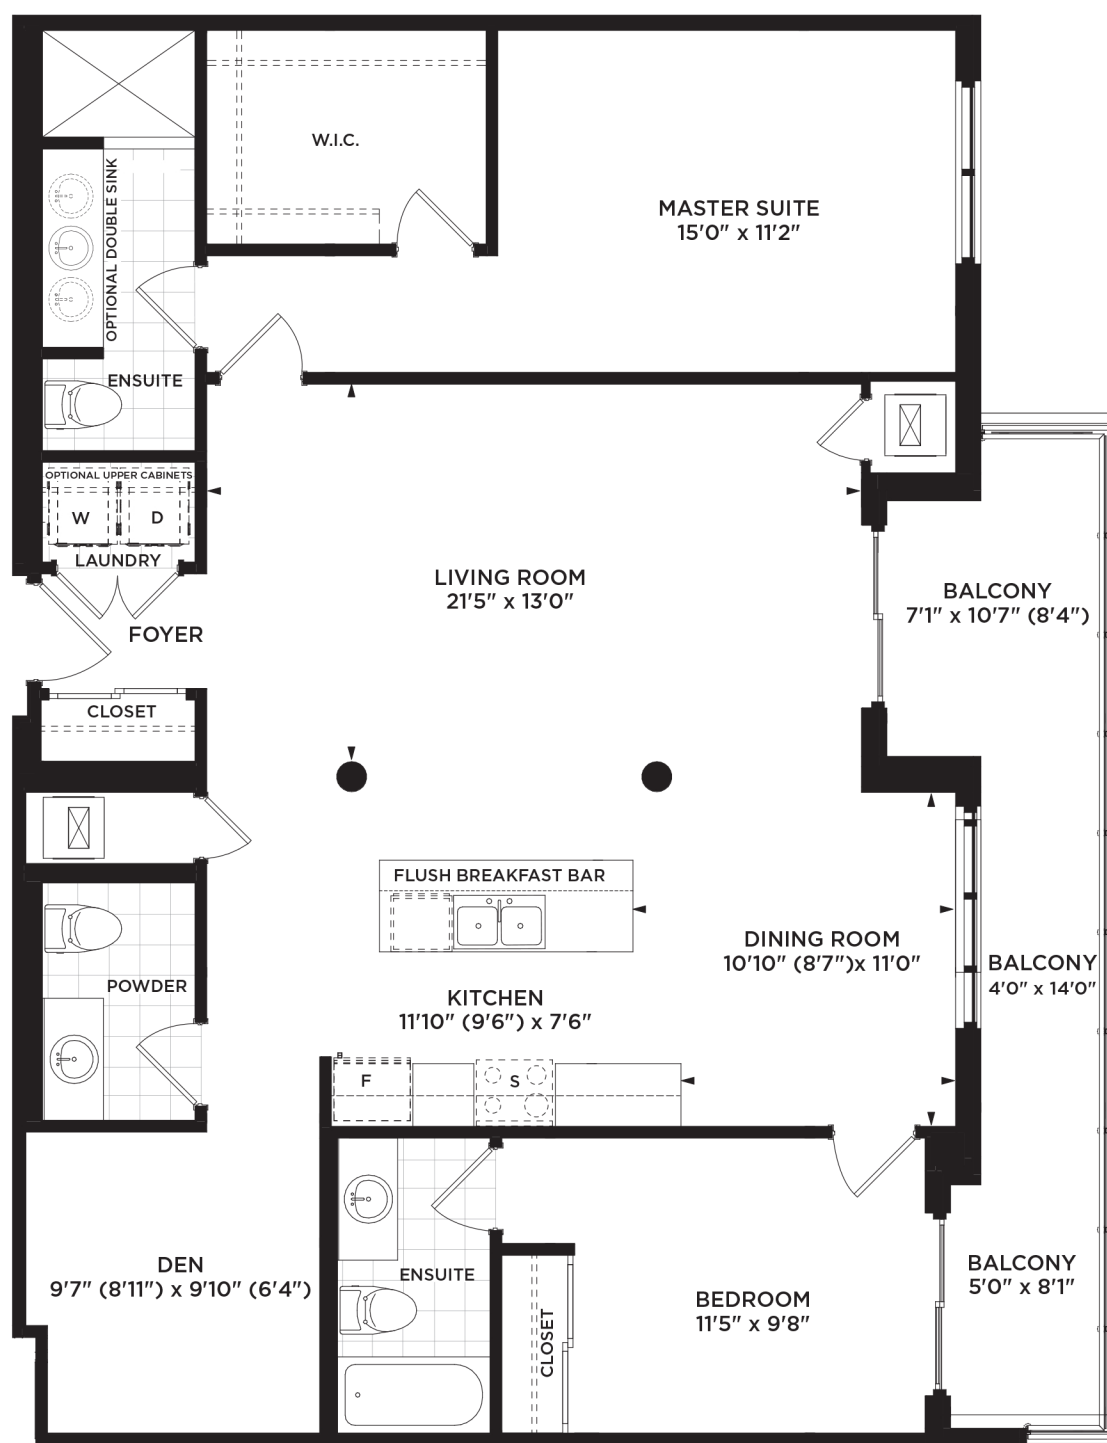 W.I.C.
MASTER SUITE
15'0" x 11'2"
OPTIONAL DOUBLE SINK
ENSUITE
OPTIONAL UPPER CABINETS
W
D
LAUNDRY
FOYER
CLOSET
LIVING ROOM
21'5" x 13'0"
BALCONY
7'1" x 10'7" (8'4")
FLUSH BREAKFAST BAR
DINING ROOM
10'10" (8'7")x 11'0"
BALCONY
4'0" x 14'0"
POWDER
KITCHEN
11'10" (9'6") x 7'6"
F
S
DEN
9'7" (8'11") x 9'10" (6'4")
ENSUITE
CLOSET
BEDROOM
11'5" x 9'8"
BALCONY
5'0" x 8'1"